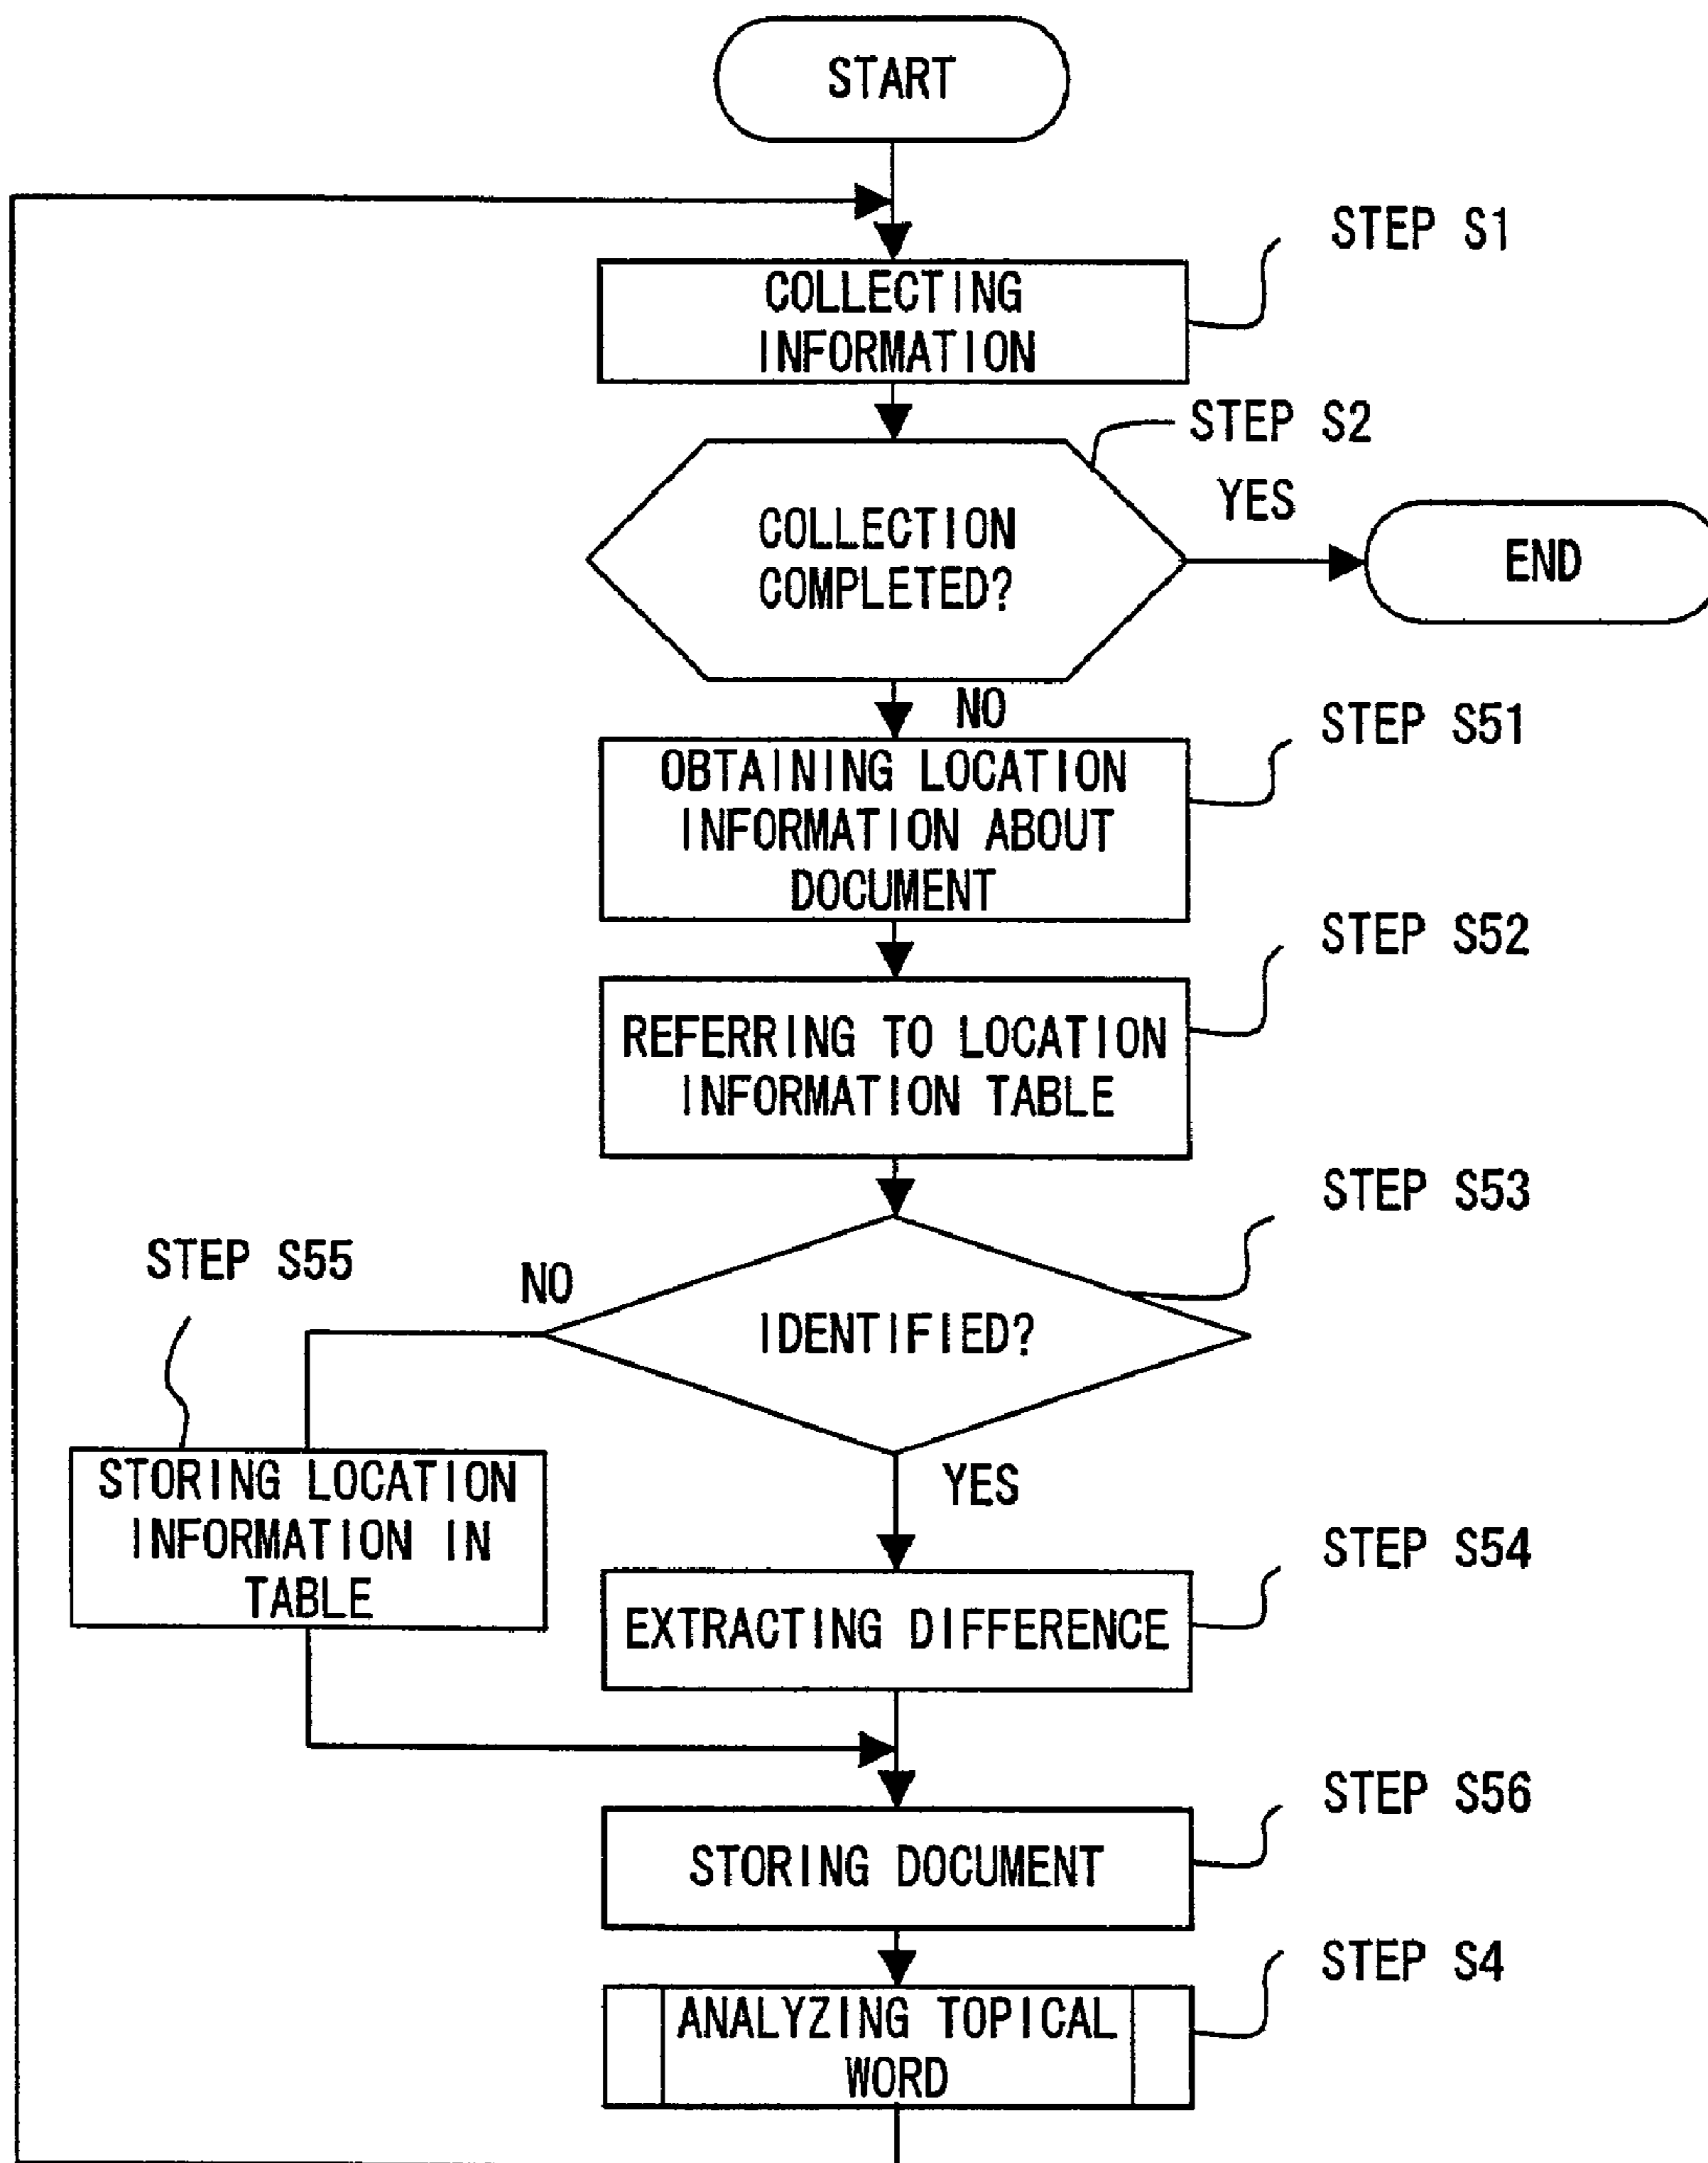 START
STEP S1
COLLECTING
INFORMATION
STEP S2
YES
COLLECTION
COMPLETED?
END
NO
STEP S51
OBTAINING LOCATION
INFORMATION ABOUT
DOCUMENT
STEP S52
REFERRING TO LOCATION
INFORMATION TABLE
STEP S53
STEP S55
NO
IDENTIFIED?
YES
STORING LOCATION
INFORMATION IN
TABLE
STEP S54
EXTRACTING DIFFERENCE
STEP S56
STORING DOCUMENT
STEP S4
ANALYZING TOPICAL
WORD